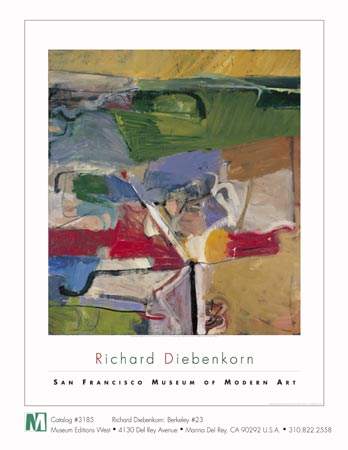 Richard Diebenkorn
SAN FRANCISCO MUSEUM OF MODERN ART
M Catalog #3185 Richard Diebenkorn: Berkeley #23
Museum Editions West • 4130 Del Rey Avenue • Marina Del Rey, CA 90292 U.S.A. • 310.822.2558